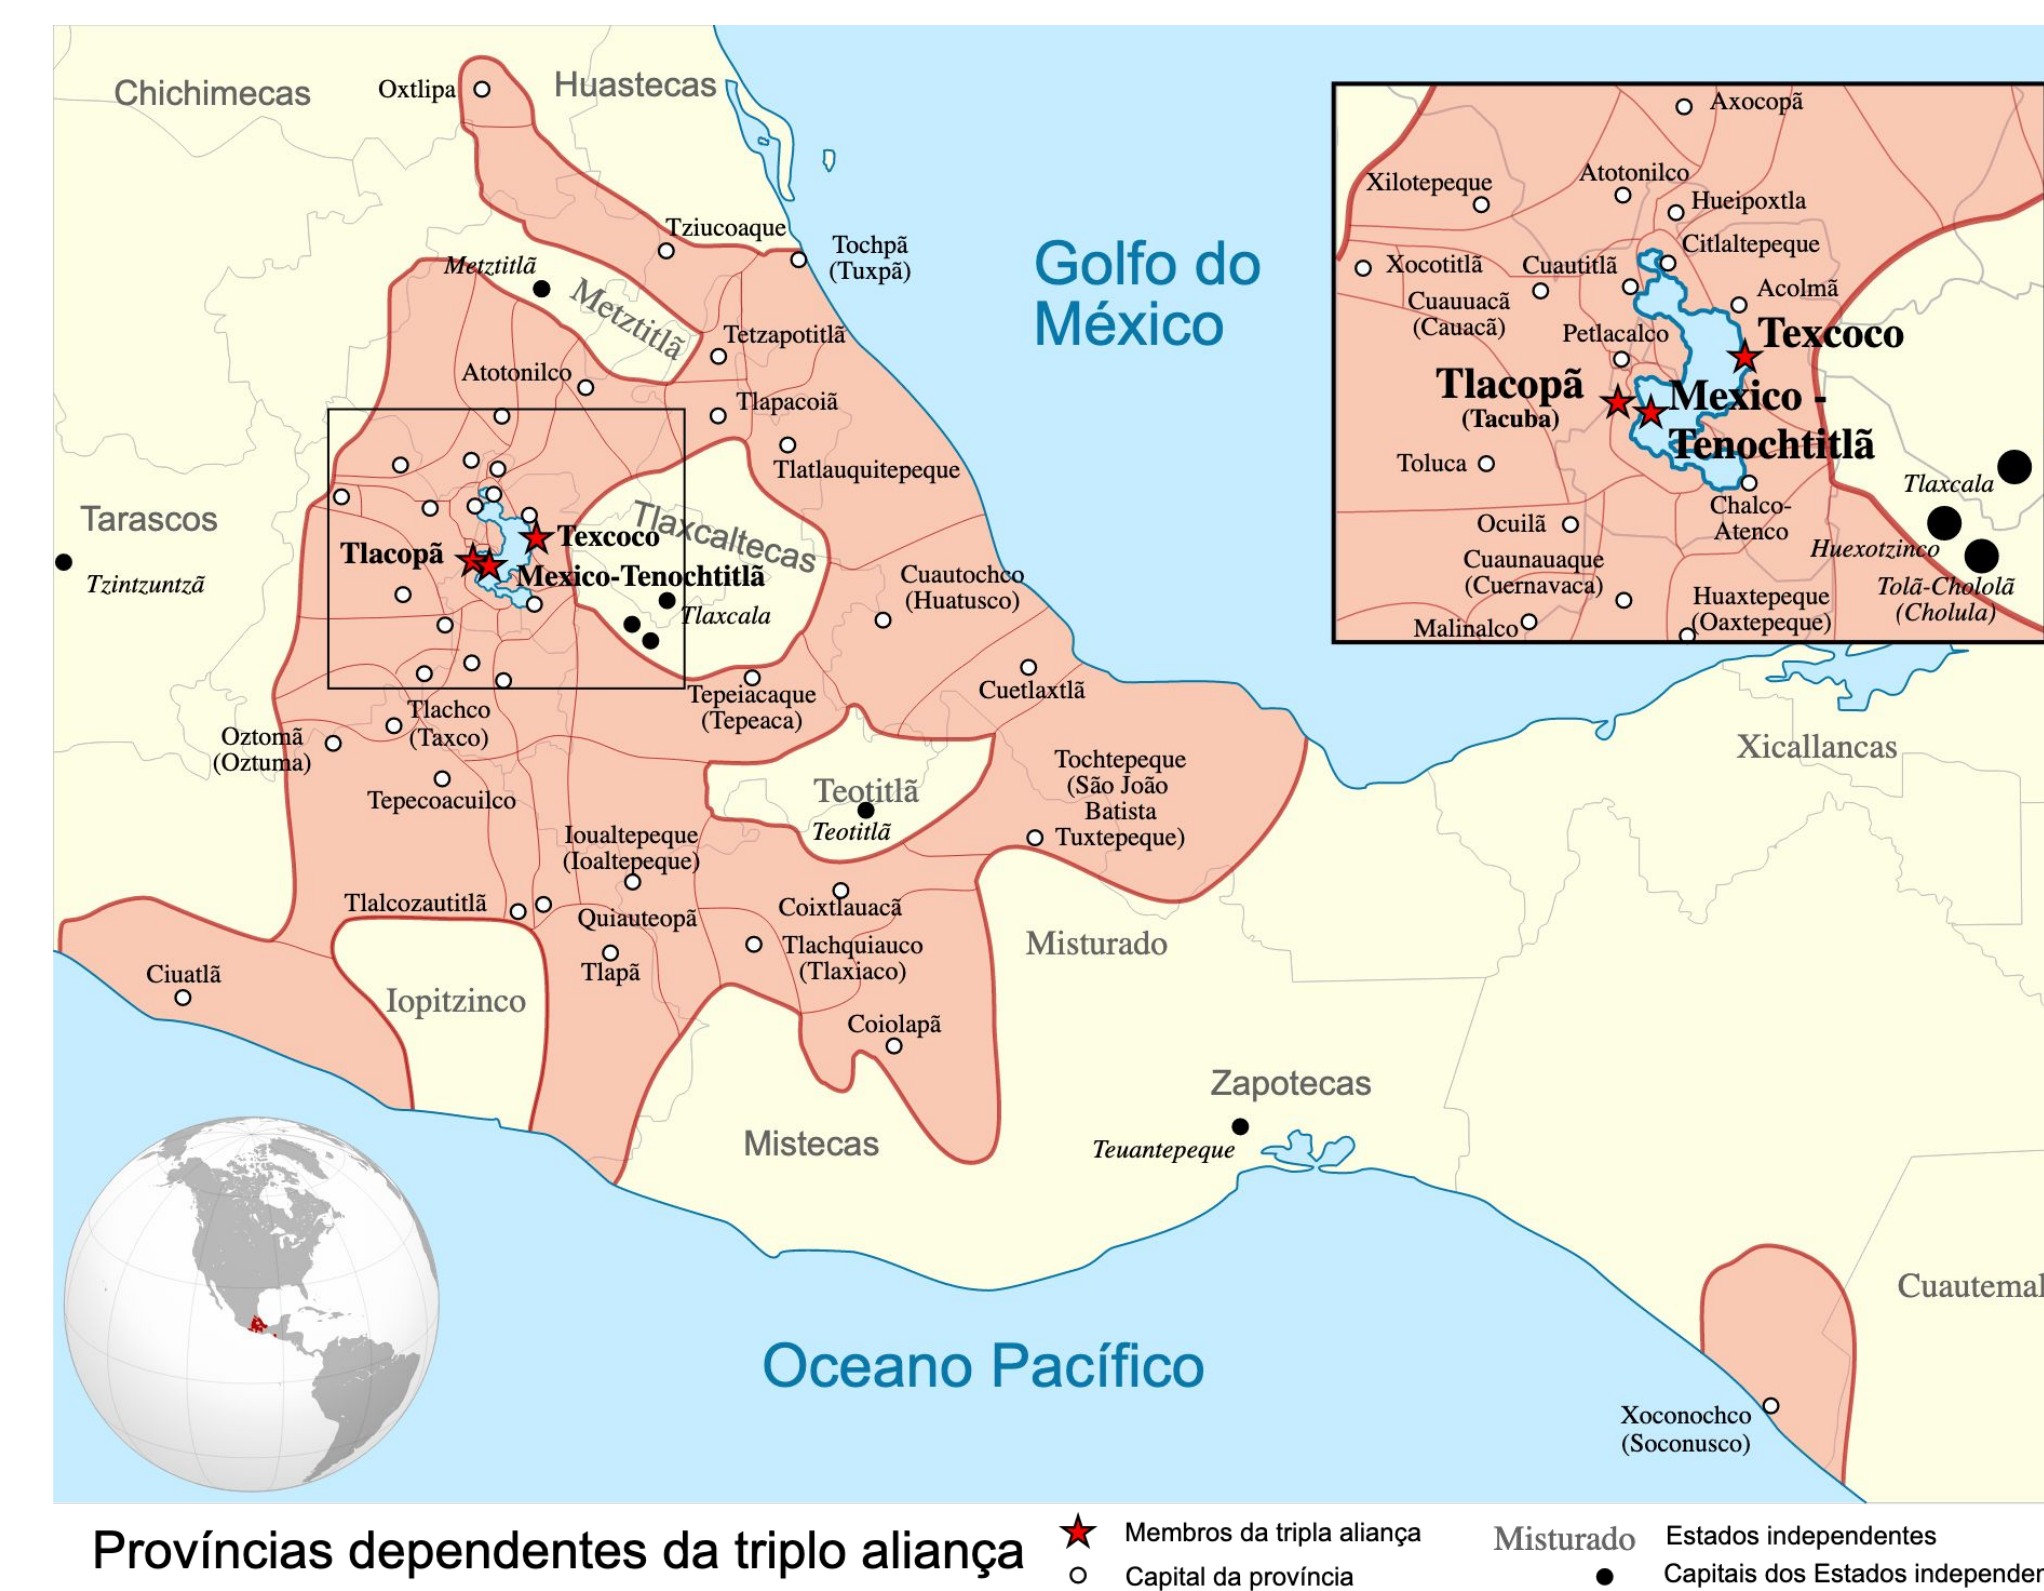 Chichimecas
Oxtlipa
Huastecas
Tziucoaque
Tochpã
(Tuxpã)
Metztitlã
Metztitlã
Tetzapotitlã
Atotonilco
Tlapacoiã
Tlatlauquitepeque
Tarascos
Tzintzuntzã
Tlaxcaltecas
Texcoco
Tlacopã
Mexico-Tenochtitlã
Tlaxcala
Cuautochco
(Huatusco)
Cuetlaxtlã
Tepeiacaque
(Tepeaca)
Tlachco
(Taxco)
Oztomã
(Oztuma)
Tepecoacuilco
Teotitlã
Teotitlã
Tochtepeque
(São João
Batista
Tuxtepeque)
Ioualtepeque
(Ioaltepeque)
Tlalcozautitlã
Quiauteopã
Coixtlauacã
Tlapã
Tlachquiauco
(Tlaxiaco)
Misturado
Ciuatlã
Iopitzinco
Coiolapã
Mistecas
Zapotecas
Teuantepeque
Xicallancas
Cuautemal
Xoconochco
(Soconusco)
Golfo do
México
Oceano Pacífico
Axocopã
Xilotepeque
Atotonilco
Hueipoxtla
Citlaltepeque
Xocotitlã
Cuautitlã
Acolmã
Cuauuacã
(Cauacã)
Petlacalco
Texcoco
Tlacopã
(Tacuba)
Mexico -
Tenochtitlã
Toluca
Tlaxcala
Chalco-
Atenco
Ocuilã
Huexotzinco
Cuaunauaque
(Cuernavaca)
Tolã-Chololã
(Cholula)
Huaxtepeque
(Oaxtepeque)
Malinalco
Províncias dependentes da triplo aliança
Membros da tripla aliança
Capital da província
Misturado
Estados independentes
Capitais dos Estados independe